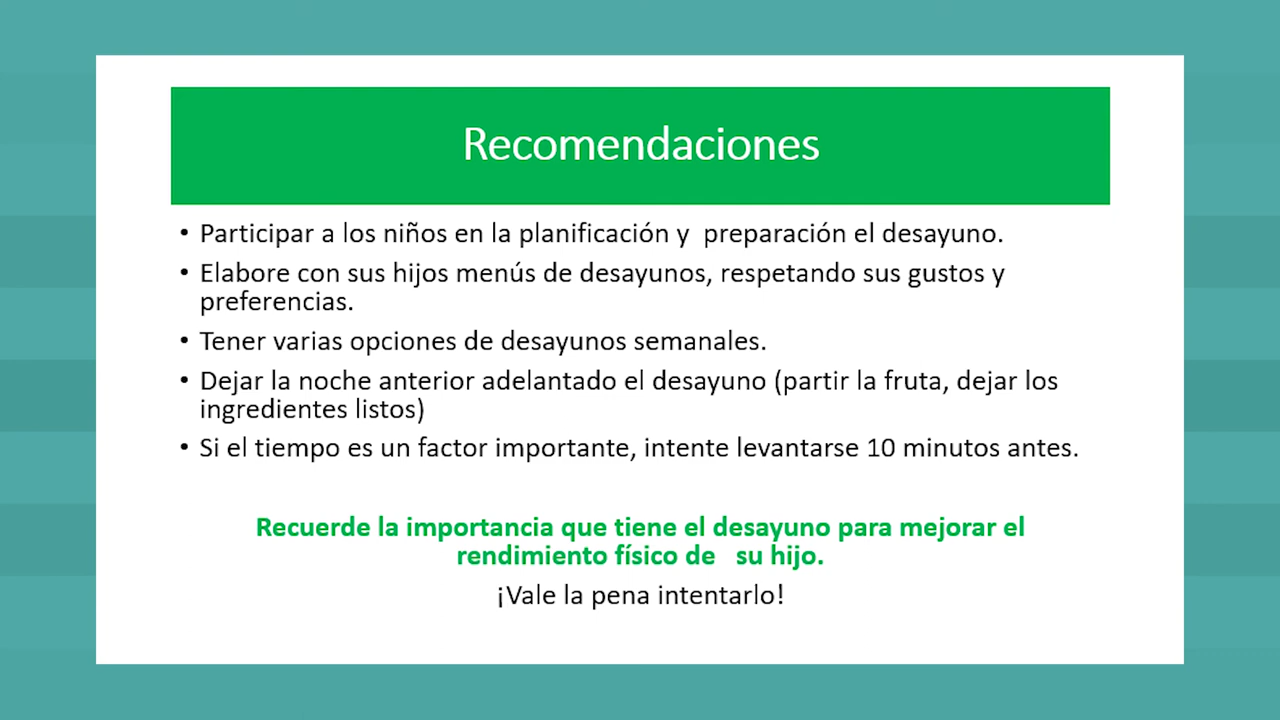 Recomendaciones
• Participar a los niños en la planificación y  preparación el desayuno.
• Elabore con sus hijos menús de desayunos, respetando sus gustos y
preferencias.
• Tener varias opciones de desayunos semanales.
• Dejar la noche anterior adelantado el desayuno (partir la fruta, dejar los
ingredientes listos)
• Si el tiempo es un factor importante, intente levantarse 10 minutos antes.
Recuerde la importancia que tiene el desayuno para mejorar el
rendimiento físico de   su hijo.
¡Vale la pena intentarlo!